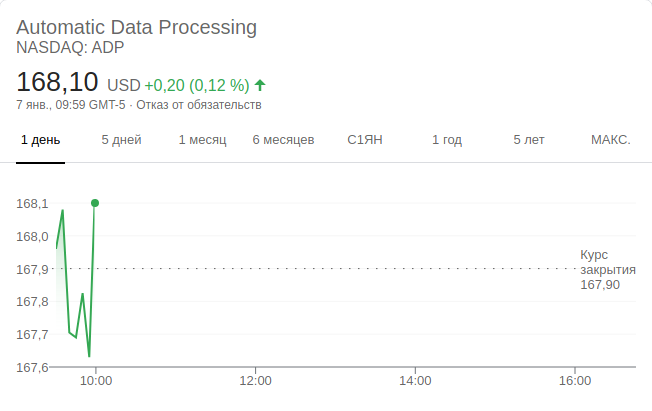 Automatic Data Processing
NASDAQ: ADP
168,10 USD +0,20 (0,12 %)
7 янв., 09:59 GMT-5 · Отказ от обязательств
1 день 5 дней 1 месяц 6 месяцев С1ЯН 1 год 5 лет МАКС.
168,1
168,0
Курс
167,9 закрытия
167,90
167,8
167,7
167,6
10:00 12:00 14:00 16:00